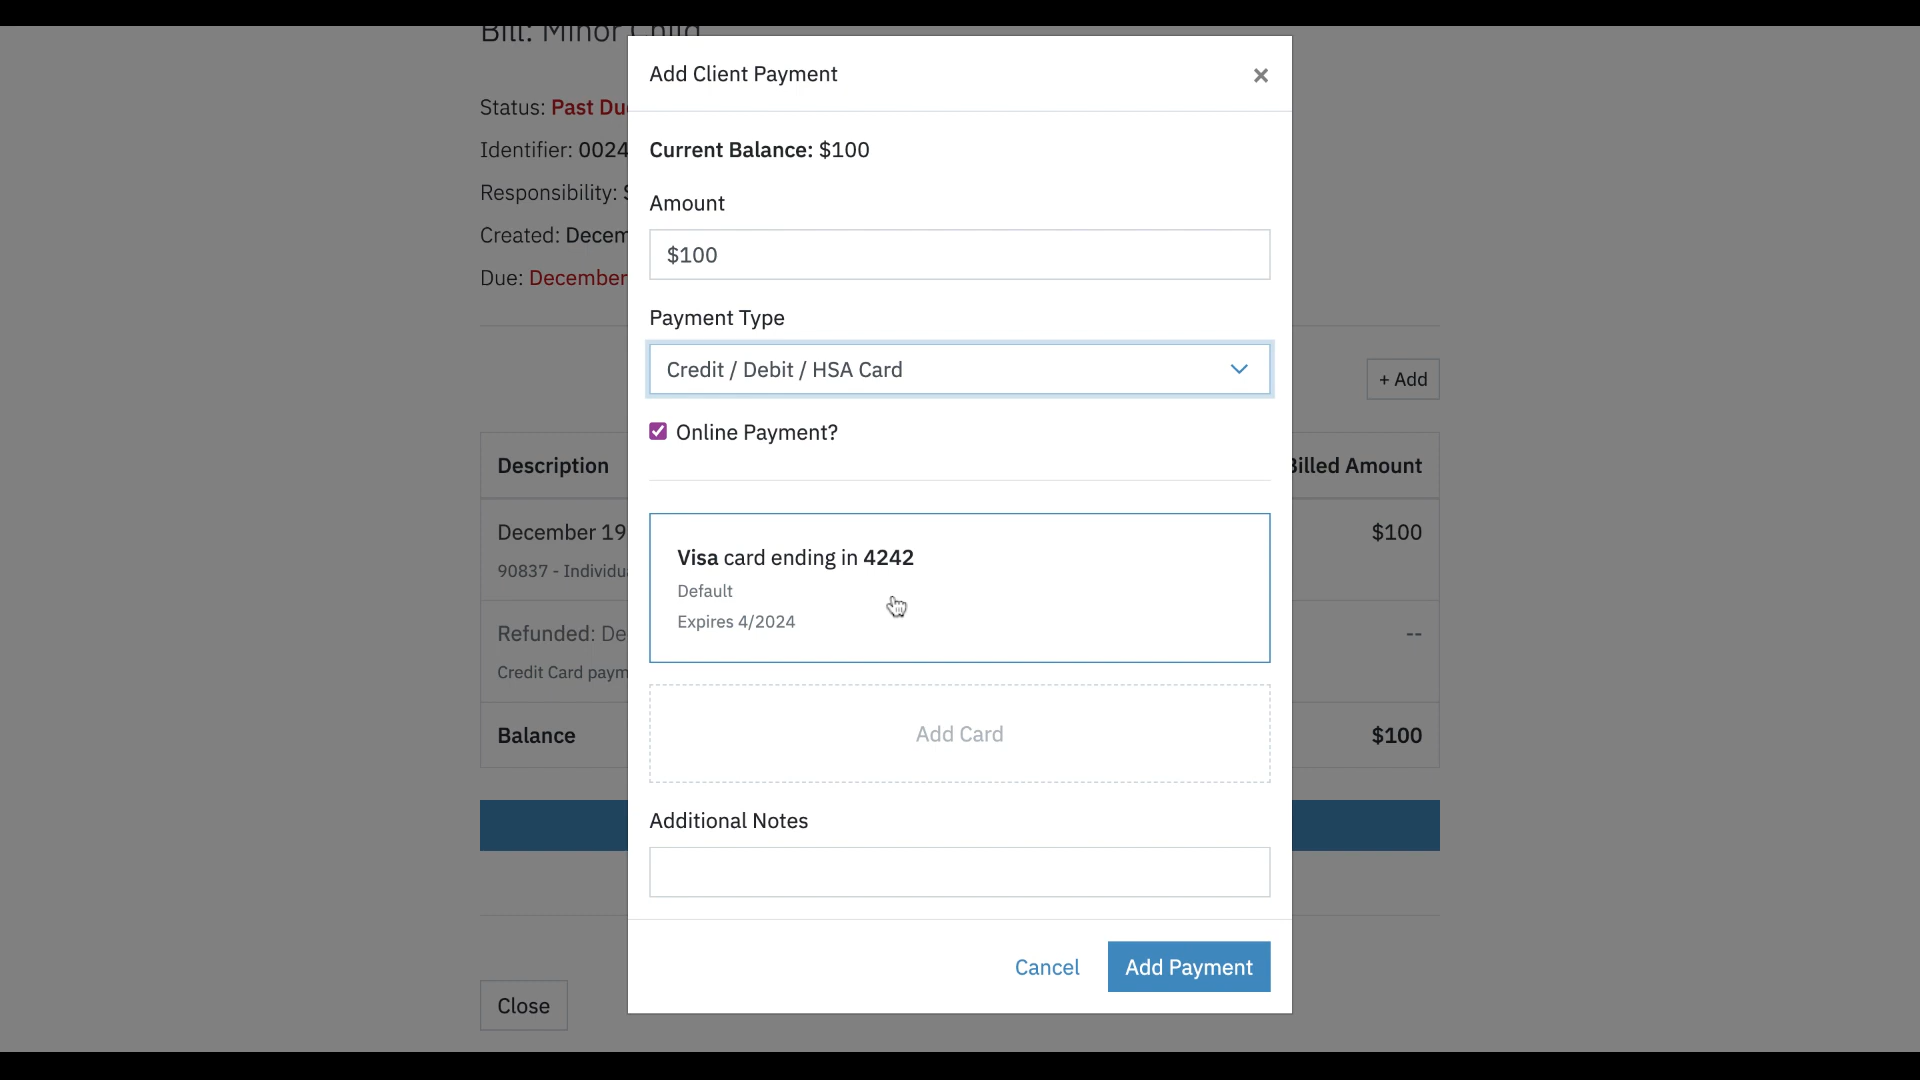 Bill: Minor Child
Add Client Payment
×
Status: Past Due
Identifier: 0024
Responsibility:
Created: Decem
Due: December
Current Balance: $100
Amount
$100
Payment Type
Credit / Debit / HSA Card
+ Add
Online Payment?
Description
Billed Amount
December 19
$100
90837 - Individu
Visa card ending in 4242
Default
Expires 4/2024
Refunded: De
--
Credit Card paym
Add Card
Balance
$100
Additional Notes
Cancel
Add Payment
Close